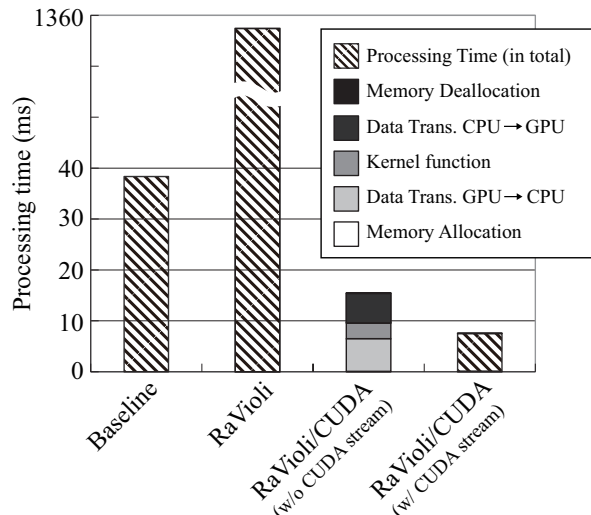 1360
Processing time (ms)
40
30
20
10
0
Processing Time (in total)
Memory Deallocation
Data Trans. CPU→GPU
Kernel function
Data Trans. GPU→CPU
Memory Allocation
Baseline
RaVioli
RaVioli/CUDA
(w/o CUDA stream)
RaVioli/CUDA
(w/ CUDA stream)